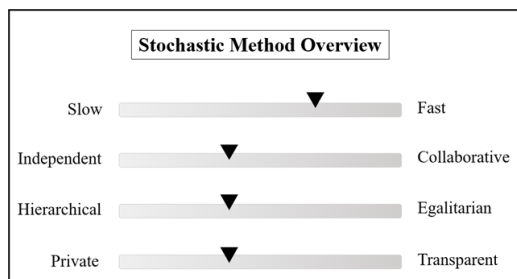 Stochastic Method Overview
Slow Fast
Independent Collaborative
Hierarchical Egalitarian
Private Transparent